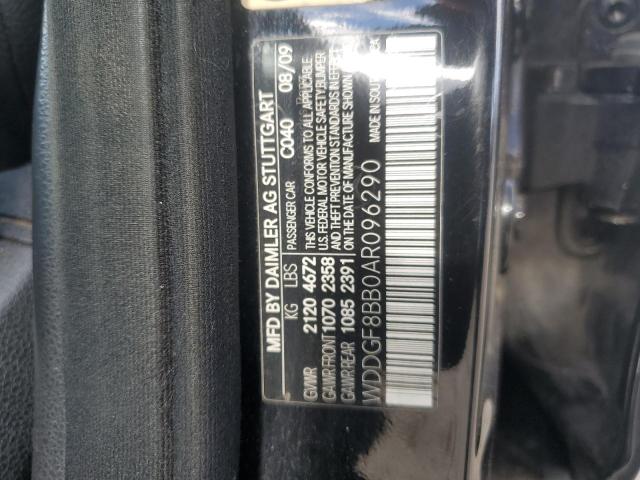 MFD BY DAIMLER AG STUTTGART
KG LBS PASSENGER CAR C040 08/09
GVWR 2120 4672 THIS VEHICLE CONFORMS TO ALL APPLICABLE
GAWR FRONT 1070 2358 U.S. FEDERAL MOTOR VEHICLE SAFETY/BUMPER
GAWR REAR 1085 2391 AND THEFT PREVENTION STANDARDS IN EFFECT
ON THE DATE OF MANUFACTURE SHOWN
WDDGF8BB0AR096290 MADE IN SOUTH